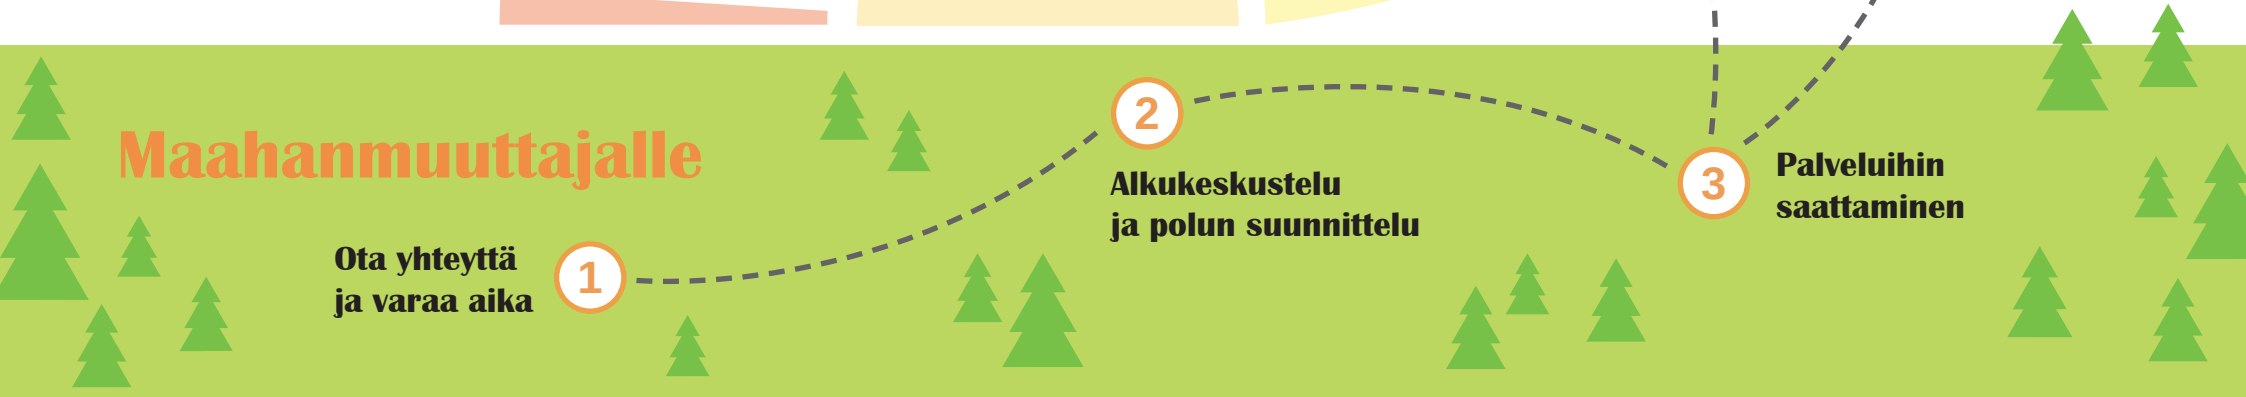 Maahanmuuttajalle
Ota yhteyttä
ja varaa aika
1
2
Alkukeskustelu
ja polun suunnittelu
3
Palveluihin
saattaminen